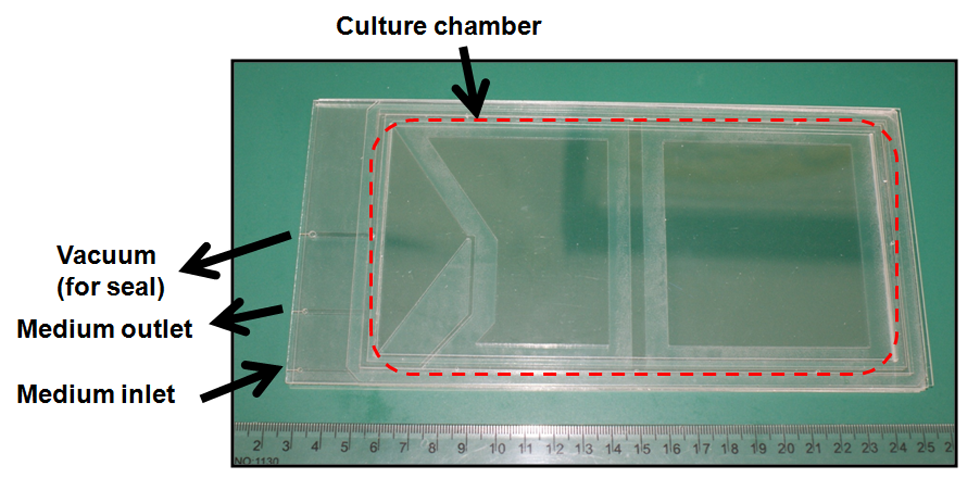 Culture chamber
Vacuum
(for seal)
Medium outlet
Medium inlet
2 3 4 5 6 7 8 9 10 11 12 13 14 15 16 17 18 19 20 21 22 23 24 25 2
NO:1130